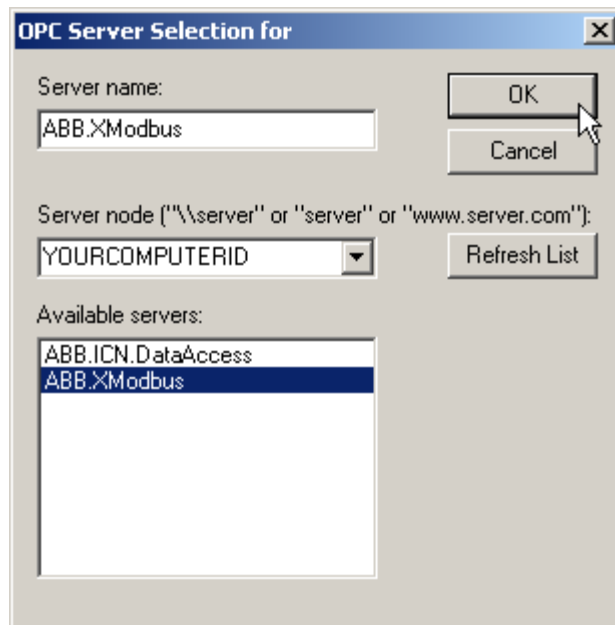 OPC Server Selection for
Server name:
OK
ABB.XModbus
Cancel
Server node ("\\server" or "server" or "www.server.com"):
YOURCOMPUTERID
Refresh List
Available servers:
ABB.ICN.DataAccess
ABB.XModbus